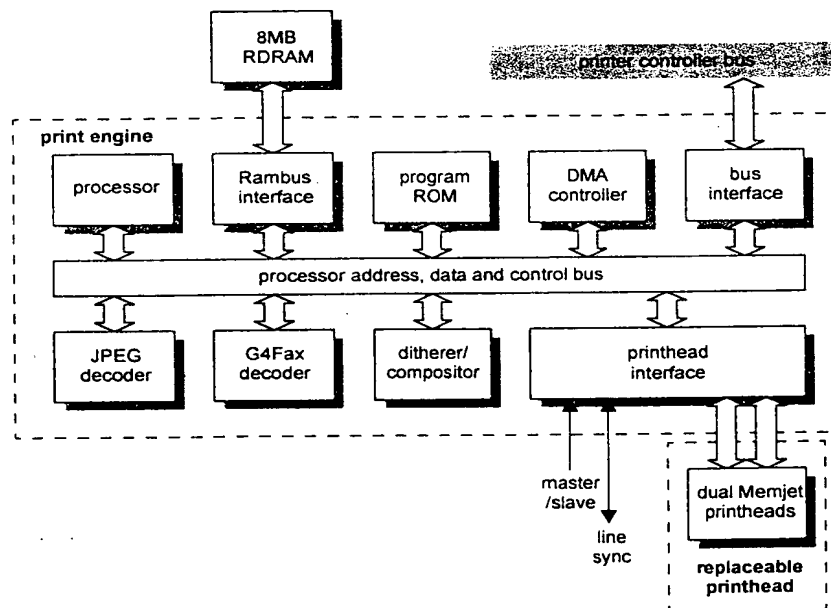 8MB
RDRAM
printer controller bus
print engine
processor
Rambus
interface
program
ROM
DMA
controller
bus
interface
processor address, data and control bus
JPEG
decoder
G4Fax
decoder
ditherer/
compositor
printhead
interface
master
/slave
line
sync
dual Memjet
printheads
replaceable
printhead